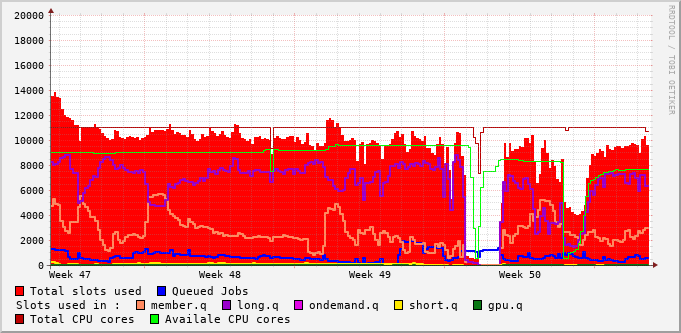 RRDTOOL / TOBI OETIKER
20000
18000
16000
14000
12000
10000
8000
6000
4000
2000
0
Week 47 Week 48 Week 49 Week 50
Total slots used Queued Jobs
Slots used in : member.q long.q ondemand.q short.q gpu.q
Total CPU cores Availale CPU cores